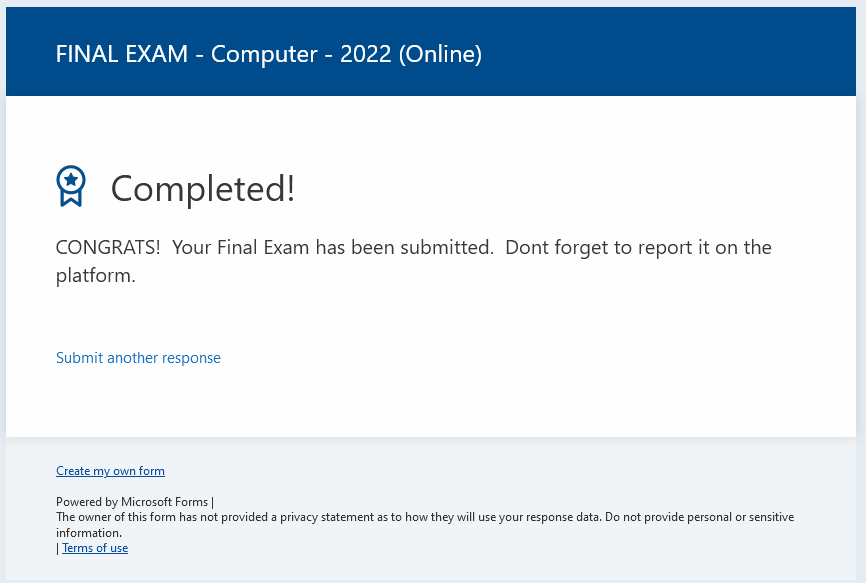 FINAL EXAM - Computer - 2022 (Online)
Completed!
CONGRATS!  Your Final Exam has been submitted.  Dont forget to report it on the
platform.
Submit another response
Create my own form
Powered by Microsoft Forms |
The owner of this form has not provided a privacy statement as to how they will use your response data. Do not provide personal or sensitive
information.
| Terms of use